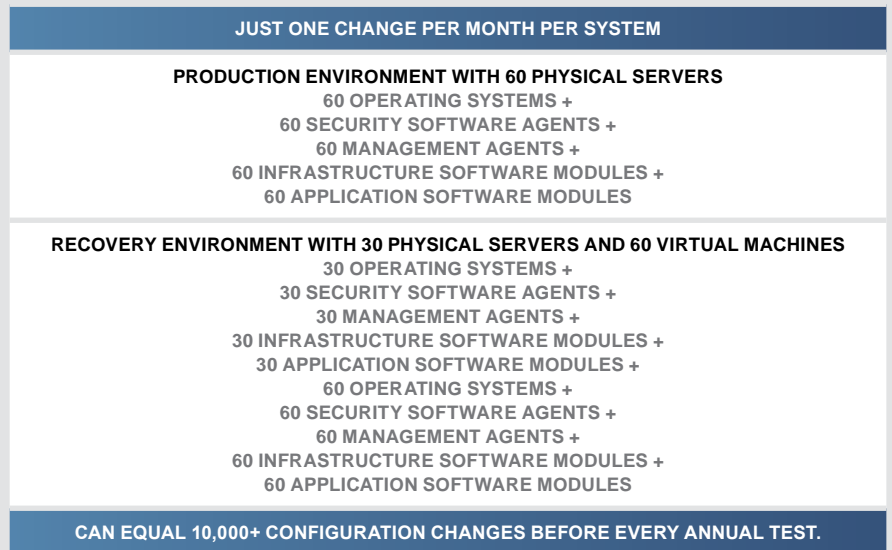 JUST ONE CHANGE PER MONTH PER SYSTEM
PRODUCTION ENVIRONMENT WITH 60 PHYSICAL SERVERS
60 OPERATING SYSTEMS +
60 SECURITY SOFTWARE AGENTS +
60 MANAGEMENT AGENTS +
60 INFRASTRUCTURE SOFTWARE MODULES +
60 APPLICATION SOFTWARE MODULES
RECOVERY ENVIRONMENT WITH 30 PHYSICAL SERVERS AND 60 VIRTUAL MACHINES
30 OPERATING SYSTEMS +
30 SECURITY SOFTWARE AGENTS +
30 MANAGEMENT AGENTS +
30 INFRASTRUCTURE SOFTWARE MODULES +
30 APPLICATION SOFTWARE MODULES +
60 OPERATING SYSTEMS +
60 SECURITY SOFTWARE AGENTS +
60 MANAGEMENT AGENTS +
60 INFRASTRUCTURE SOFTWARE MODULES +
60 APPLICATION SOFTWARE MODULES
CAN EQUAL 10,000+ CONFIGURATION CHANGES BEFORE EVERY ANNUAL TEST.